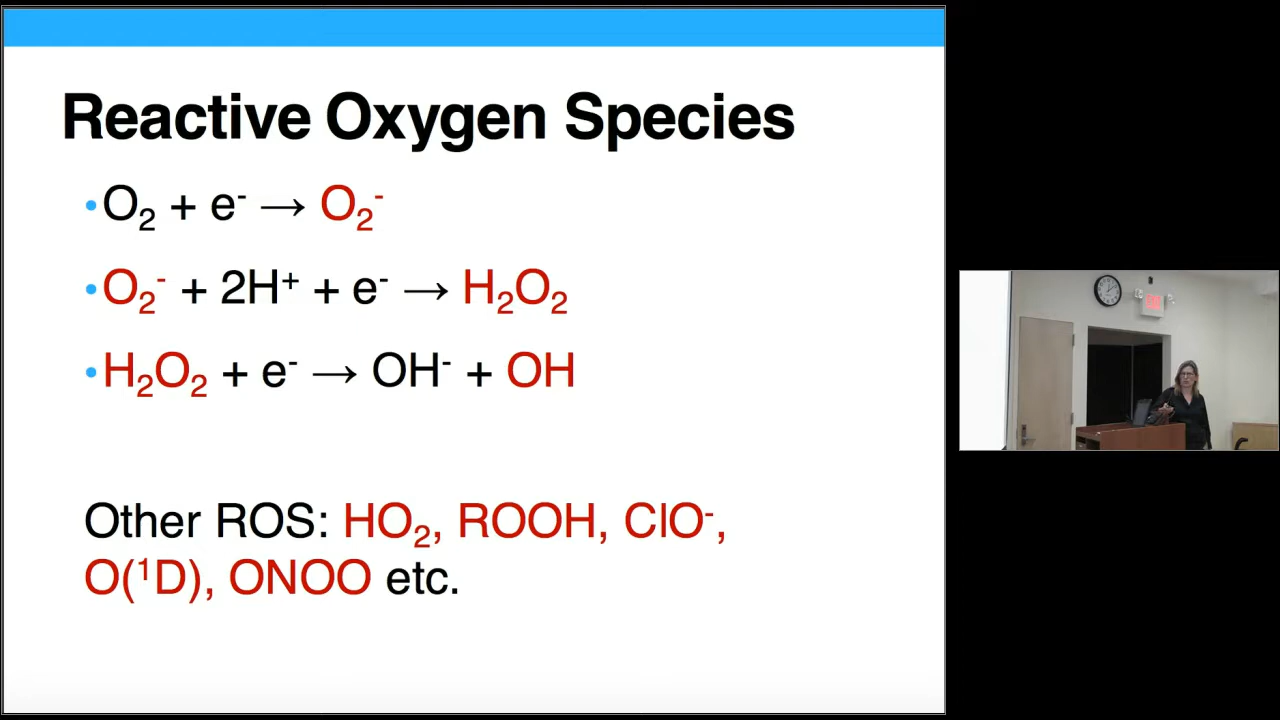 Reactive Oxygen Species
•O₂ + e⁻ → O₂⁻
•O₂⁻ + 2H⁺ + e⁻ → H₂O₂
•H₂O₂ + e⁻ → OH⁻ + OH
Other ROS: HO₂, ROOH, ClO⁻,
O(¹D), ONOO etc.
EXIT